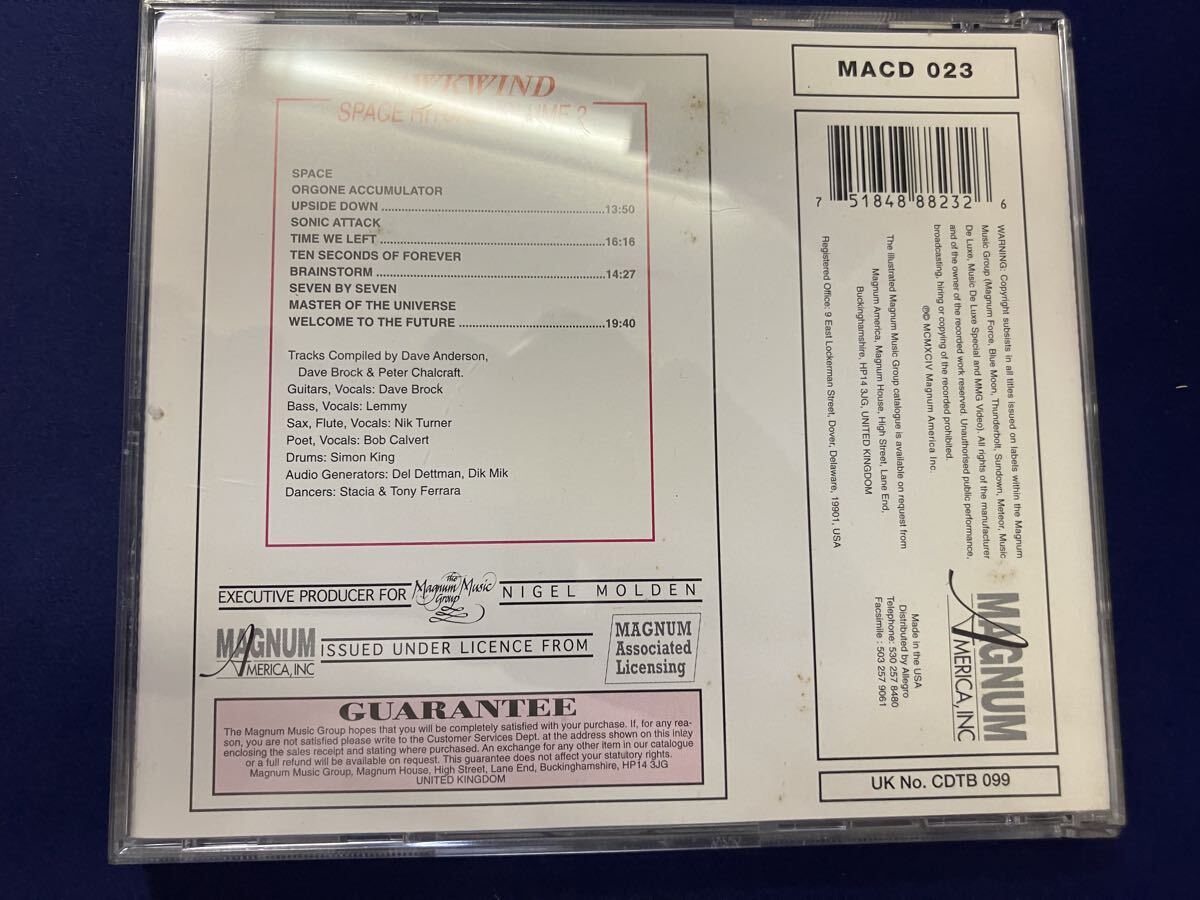 WKWIND
SPACE
SPACE
ORGONE ACCUMULATOR
UPSIDE DOWN ........ 13:50
SONIC ATTACK
TIME WE LEFT ........ 16:16
TEN SECONDS OF FOREVER
BRAINSTORM ........ 14:27
SEVEN BY SEVEN
MASTER OF THE UNIVERSE
WELCOME TO THE FUTURE ........ 19:40
Tracks Compiled by Dave Anderson,
Dave Brock & Peter Chalcraft.
Guitars, Vocals: Dave Brock
Bass, Vocals: Lemmy
Sax, Flute, Vocals: Nik Turner
Poet, Vocals: Bob Calvert
Drums: Simon King
Audio Generators: Del Dettman, Dik Mik
Dancers: Stacia & Tony Ferrara
EXECUTIVE PRODUCER FOR the Magnum Music Group NIGEL MOLDEN
MAGNUM AMERICA, INC ISSUED UNDER LICENCE FROM
MAGNUM
Associated
Licensing
GUARANTEE
The Magnum Music Group hopes that you will be completely satisfied with your purchase. If, for any rea-
son, you are not satisfied please write to the Customer Services Dept. at the address shown on this inlay
enclosing the sales receipt and stating where purchased. An exchange for any other item in our catalogue
or a full refund will be available on request. This guarantee does not affect your statutory rights.
Magnum Music Group, Magnum House, High Street, Lane End, Buckinghamshire, HP14 3JG
UNITED KINGDOM
MACD 023
7 51848 88232 6
WARNING: Copyright subsists in all titles issued on labels within the Magnum
Music Group (Magnum Force, Blue Moon, Thunderbolt, Sundown, Meteor, Music
De Luxe, Music De Luxe Special and MMG Video). All rights of the manufacturer
and of the owner of the recorded work reserved. Unauthorised public performance,
broadcasting, hiring or copying of the recorded prohibited.
℗© MCMXCIV Magnum America Inc.
The illustrated Magnum Music Group catalogue is available on request from
Magnum America, Magnum House, High Street, Lane End,
Buckinghamshire, HP14 3JG, UNITED KINGDOM
Registered Office: 9 East Lockerman Street, Dover, Delaware, 19901, USA
Made in the USA
Distributed by Allegro
Telephone: 530 257 8480
Facsimile : 503 257 9061
MAGNUM
AMERICA, INC
UK No. CDTB 099